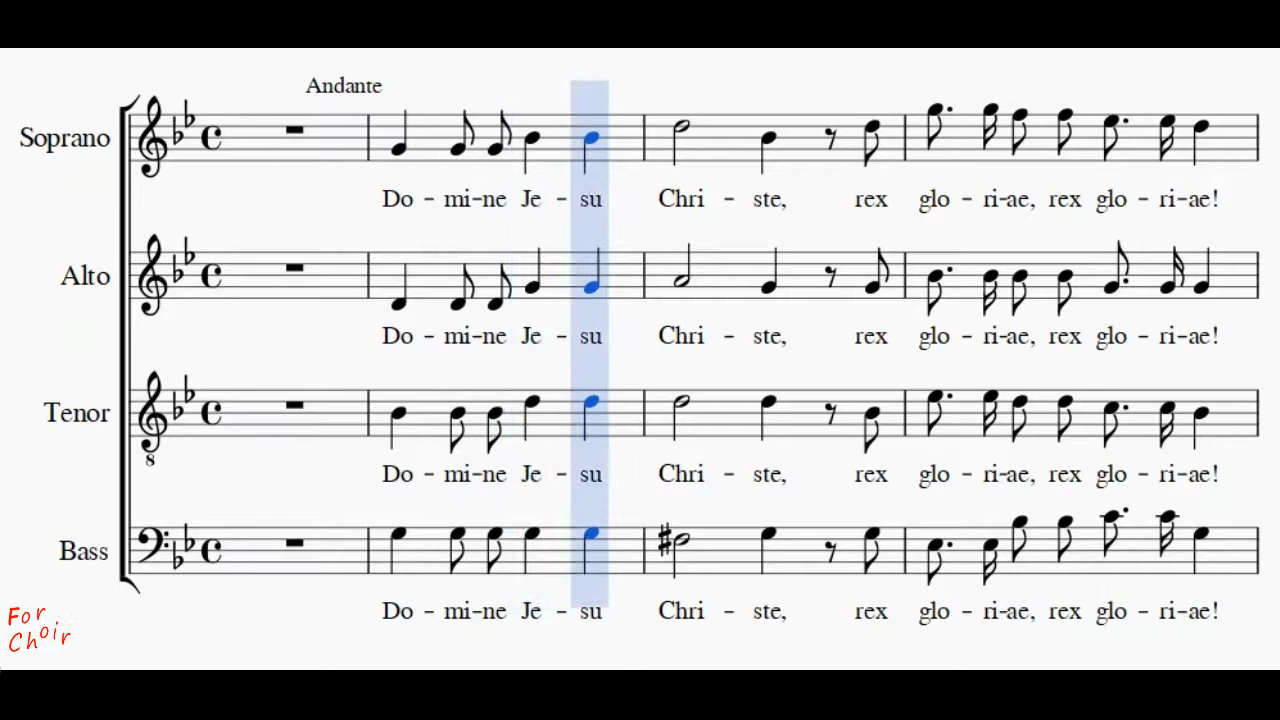 Andante
Soprano
Do - mi-ne Je - su Chri - ste, rex glo - ri-ae, rex glo - ri-ae!
Alto
Do - mi-ne Je - su Chri - ste, rex glo - ri-ae, rex glo - ri-ae!
Tenor
8
Do - mi-ne Je - su Chri - ste, rex glo - ri-ae, rex glo - ri-ae!
Bass
Do - mi-ne Je - su Chri - ste, rex glo - ri-ae, rex glo - ri-ae!
For
Choir